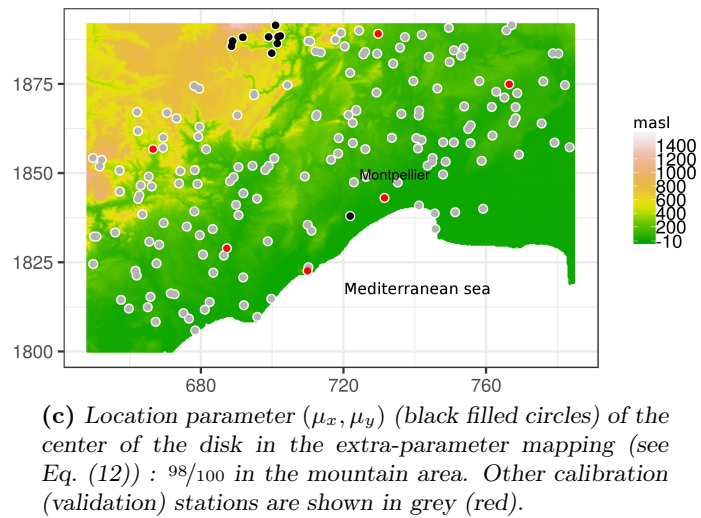 1875
1850
1825
1800
680
720
760
Montpellier
Mediterranean sea
masl
1400
1200
1000
800
600
400
200
-10
(c) Location parameter (μx, μy) (black filled circles) of the
center of the disk in the extra-parameter mapping (see
Eq. (12)) : 98/100 in the mountain area. Other calibration
(validation) stations are shown in grey (red).